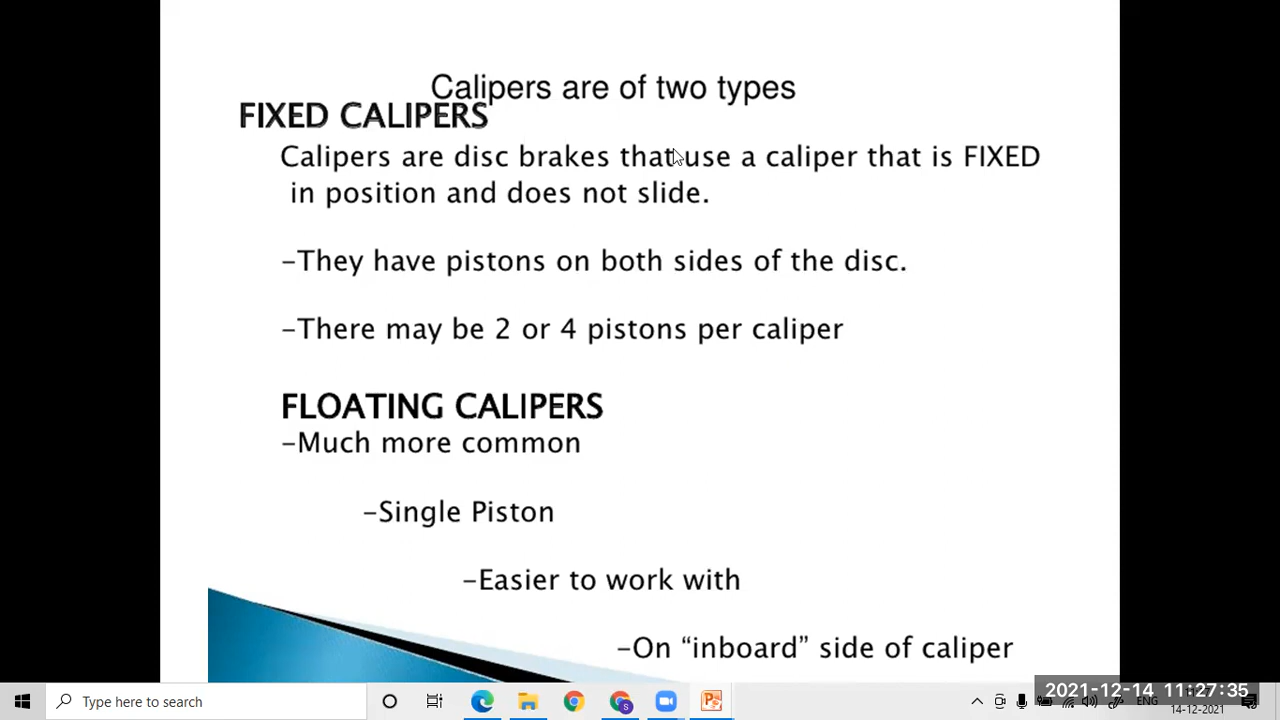 Calipers are of two types
FIXED CALIPERS
Calipers are disc brakes that use a caliper that is FIXED
in position and does not slide.
-They have pistons on both sides of the disc.
-There may be 2 or 4 pistons per caliper
FLOATING CALIPERS
-Much more common
-Single Piston
-Easier to work with
-On “inboard” side of caliper
Type here to search
ENG
2021-12-14 11:27:35
14-12-2021